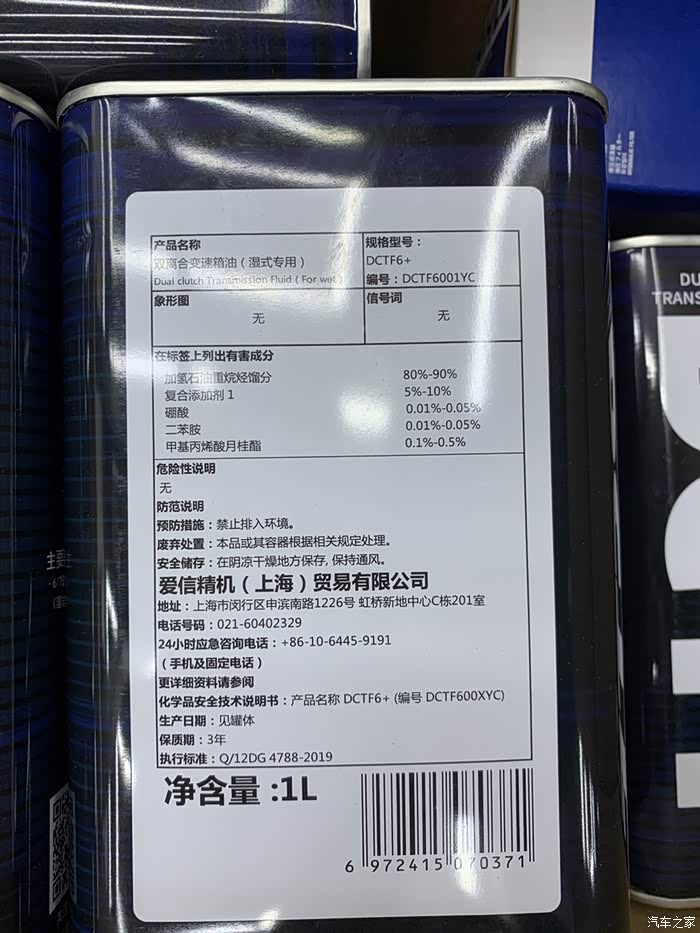 产品名称
双离合变速箱油（湿式专用）
Dual clutch Transmission Fluid ( For wet )
规格型号：
DCTF6+
编号：DCTF6001YC
象形图
无
信号词
无
在标签上列出有害成分
加氢石油重烷烃馏分 80%-90%
复合添加剂 1 5%-10%
硼酸 0.01%-0.05%
二苯胺 0.01%-0.05%
甲基丙烯酸月桂酯 0.1%-0.5%
危险性说明
无
防范说明
预防措施：禁止排入环境。
废弃处置：本品或其容器根据相关规定处理。
安全储存：在阴凉干燥地方保存, 保持通风。
爱信精机（上海）贸易有限公司
地址：上海市闵行区申滨南路1226号 虹桥新地中心C栋201室
电话号码：021-60402329
24小时应急咨询电话：+86-10-6445-9191
（手机及固定电话）
更详细资料请参阅
化学品安全技术说明书：产品名称 DCTF6+ (编号 DCTF600XYC)
生产日期：见罐体
保质期：3年
执行标准：Q/12DG 4788-2019
净含量 :1L
6 972415 070371
DU
TRANS
主要
汽车之家